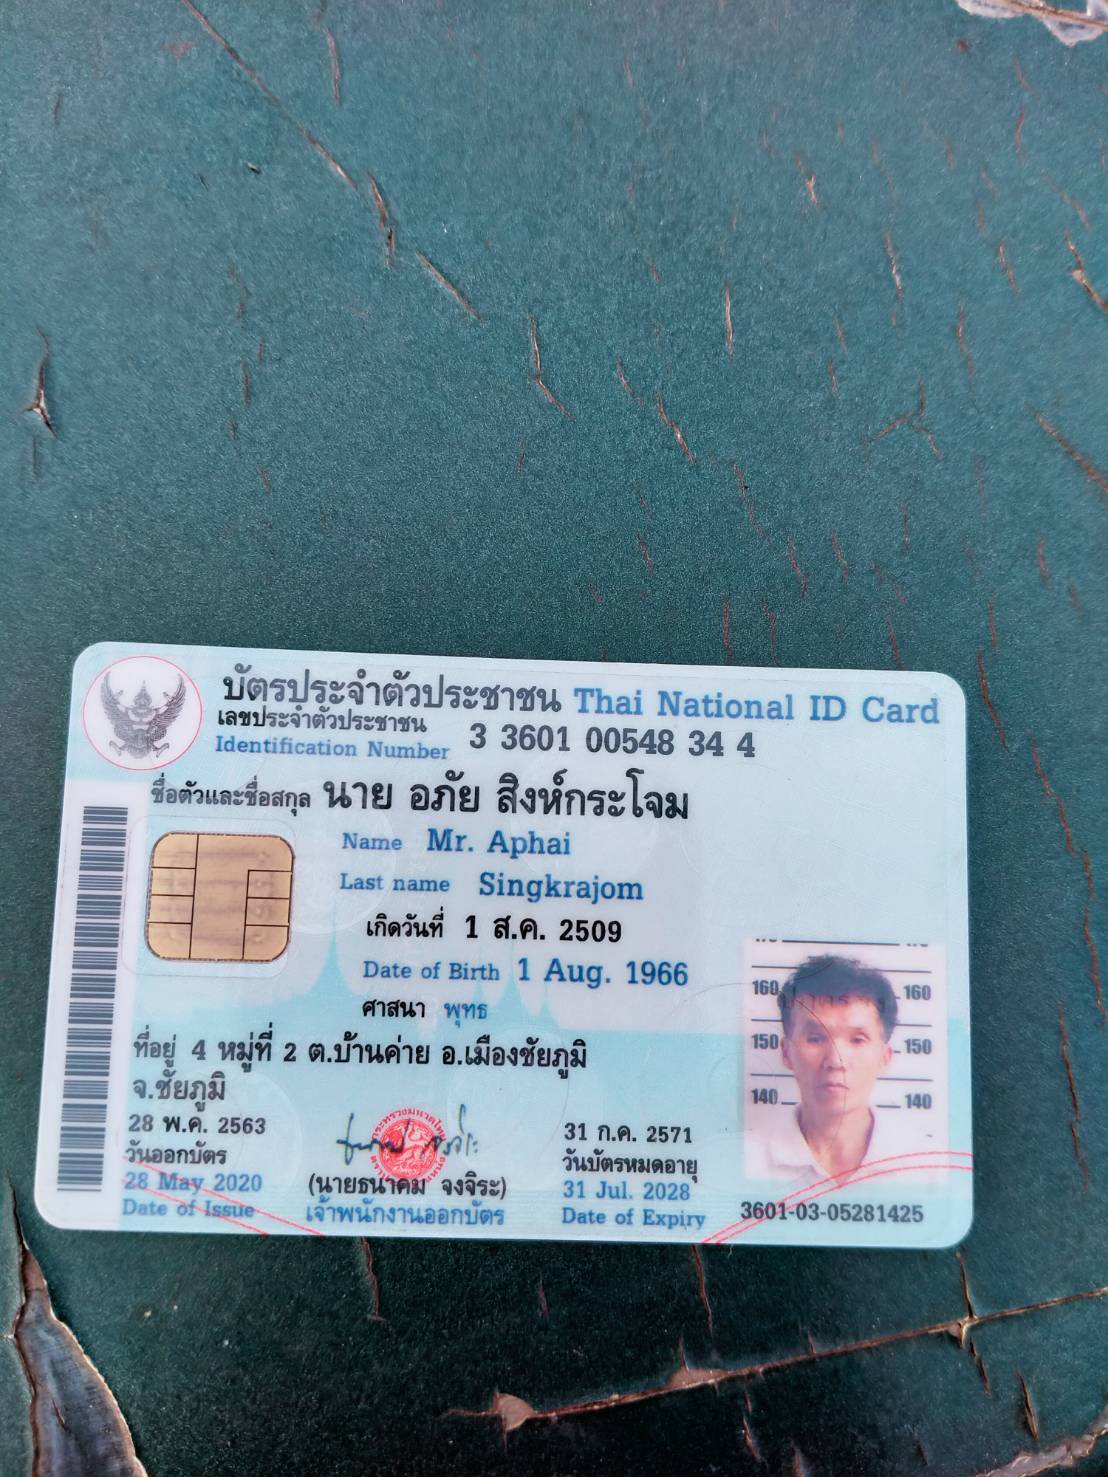 บัตรประจำตัวประชาชน Thai National ID Card
เลขประจำตัวประชาชน
Identification Number 3 3601 00548 34 4
ชื่อตัวและชื่อสกุล นาย อภัย สิงห์กระโจม
Name Mr. Aphai
Last name Singkrajom
เกิดวันที่ 1 ส.ค. 2509
Date of Birth 1 Aug. 1966
ศาสนา พุทธ
ที่อยู่ 4 หมู่ที่ 2 ต.บ้านค่าย อ.เมืองชัยภูมิ
จ.ชัยภูมิ
28 พ.ค. 2563
วันออกบัตร
28 May 2020
Date of Issue
(นายธนาคม จงจิระ)
เจ้าพนักงานออกบัตร
31 ก.ค. 2571
วันบัตรหมดอายุ
31 Jul. 2028
Date of Expiry
160 160
150 150
140 140
3601-03-05281425